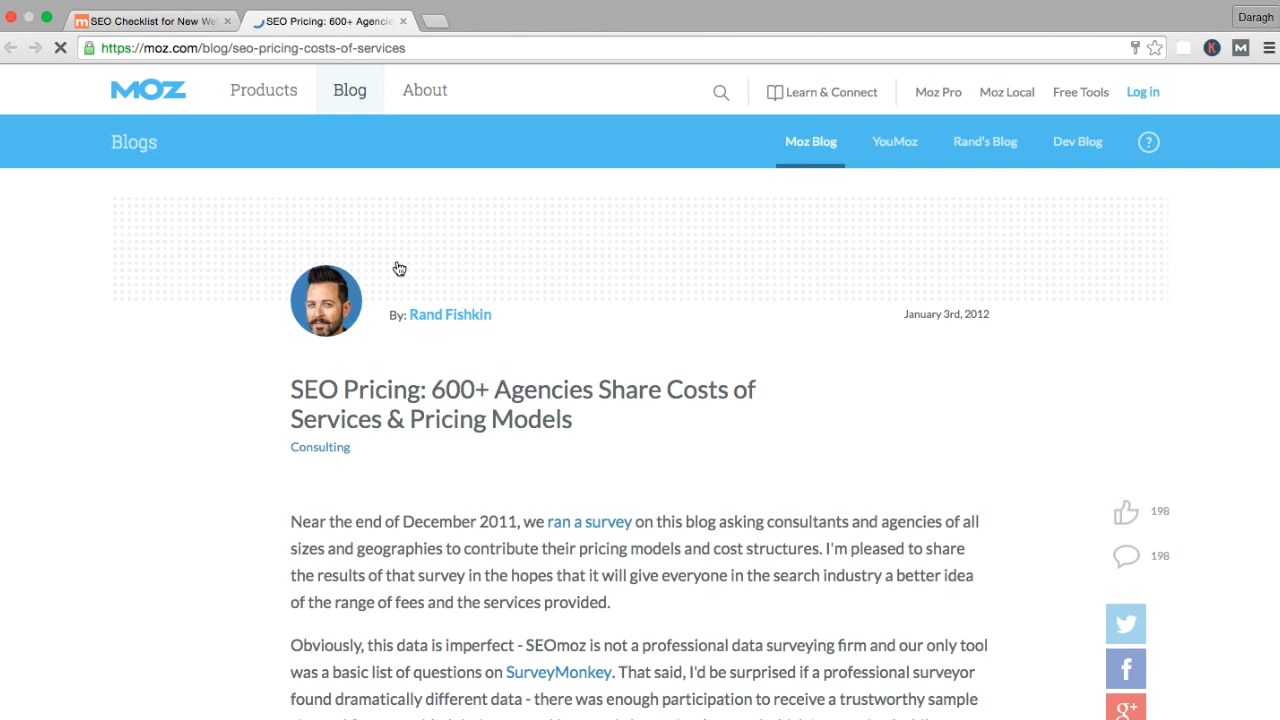 SEO Checklist for New We
SEO Pricing: 600+ Agencie
Daragh
https://moz.com/blog/seo-pricing-costs-of-services
K
M
MOZ
Products
Blog
About
Learn & Connect
Moz Pro
Moz Local
Free Tools
Log in
Blogs
Moz Blog
YouMoz
Rand's Blog
Dev Blog
?
By: Rand Fishkin
January 3rd, 2012
SEO Pricing: 600+ Agencies Share Costs of
Services & Pricing Models
Consulting
198
198
Near the end of December 2011, we ran a survey on this blog asking consultants and agencies of all
sizes and geographies to contribute their pricing models and cost structures. I'm pleased to share
the results of that survey in the hopes that it will give everyone in the search industry a better idea
of the range of fees and the services provided.
Obviously, this data is imperfect - SEOmoz is not a professional data surveying firm and our only tool
was a basic list of questions on SurveyMonkey. That said, I'd be surprised if a professional surveyor
found dramatically different data - there was enough participation to receive a trustworthy sample
f
g+